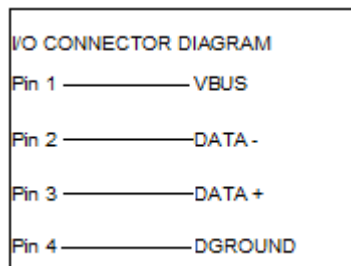 I/O CONNECTOR DIAGRAM
Pin 1 VBUS
Pin 2 DATA -
Pin 3 DATA +
Pin 4 DGROUND